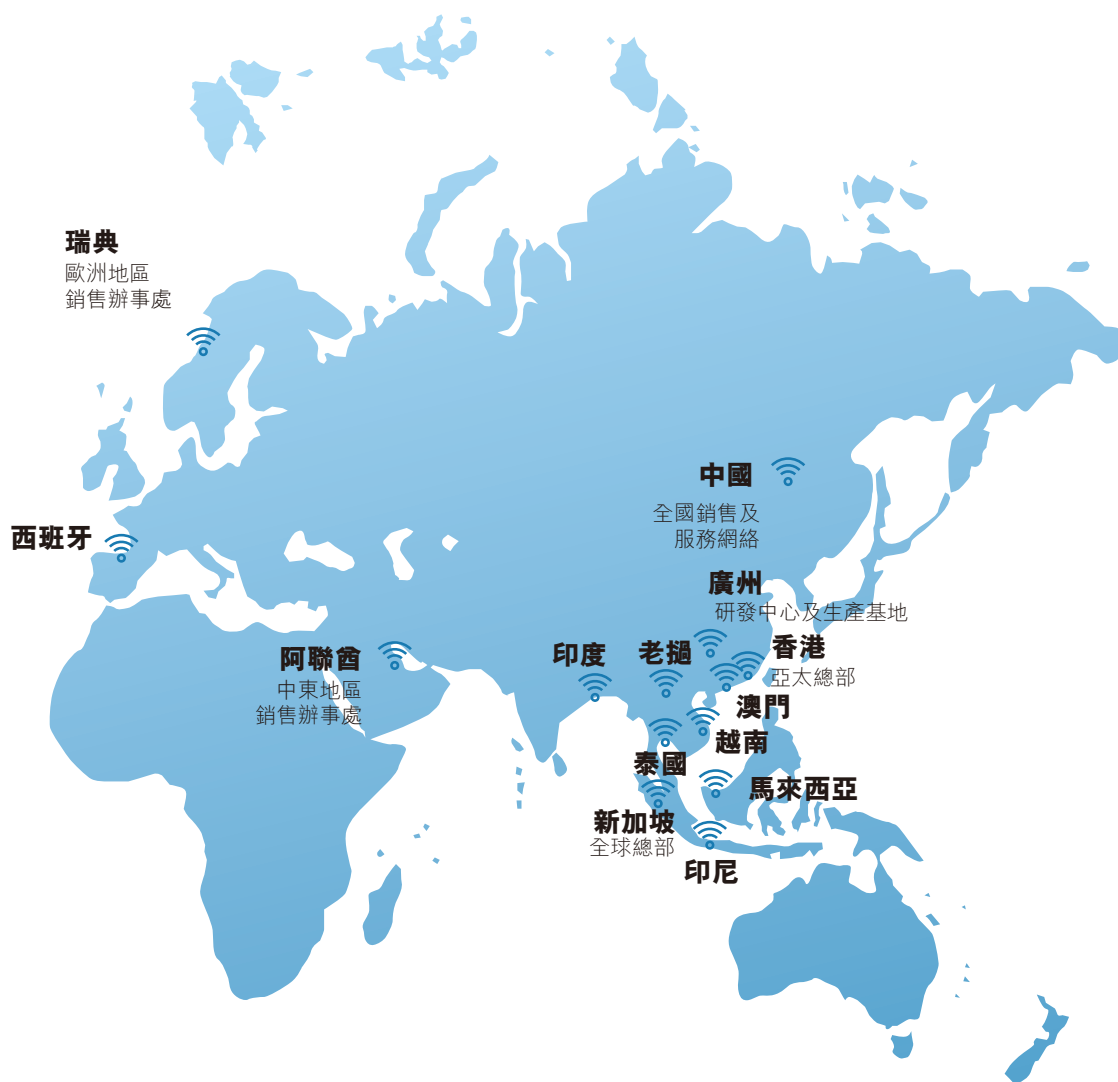 瑞典
歐洲地區
銷售辦事處
中國
全國銷售及
服務網絡
西班牙
廣州
研發中心及生產基地
阿聯酋
中東地區
銷售辦事處
印度
老撾
香港
亞太總部
澳門
越南
泰國
馬來西亞
新加坡
全球總部
印尼